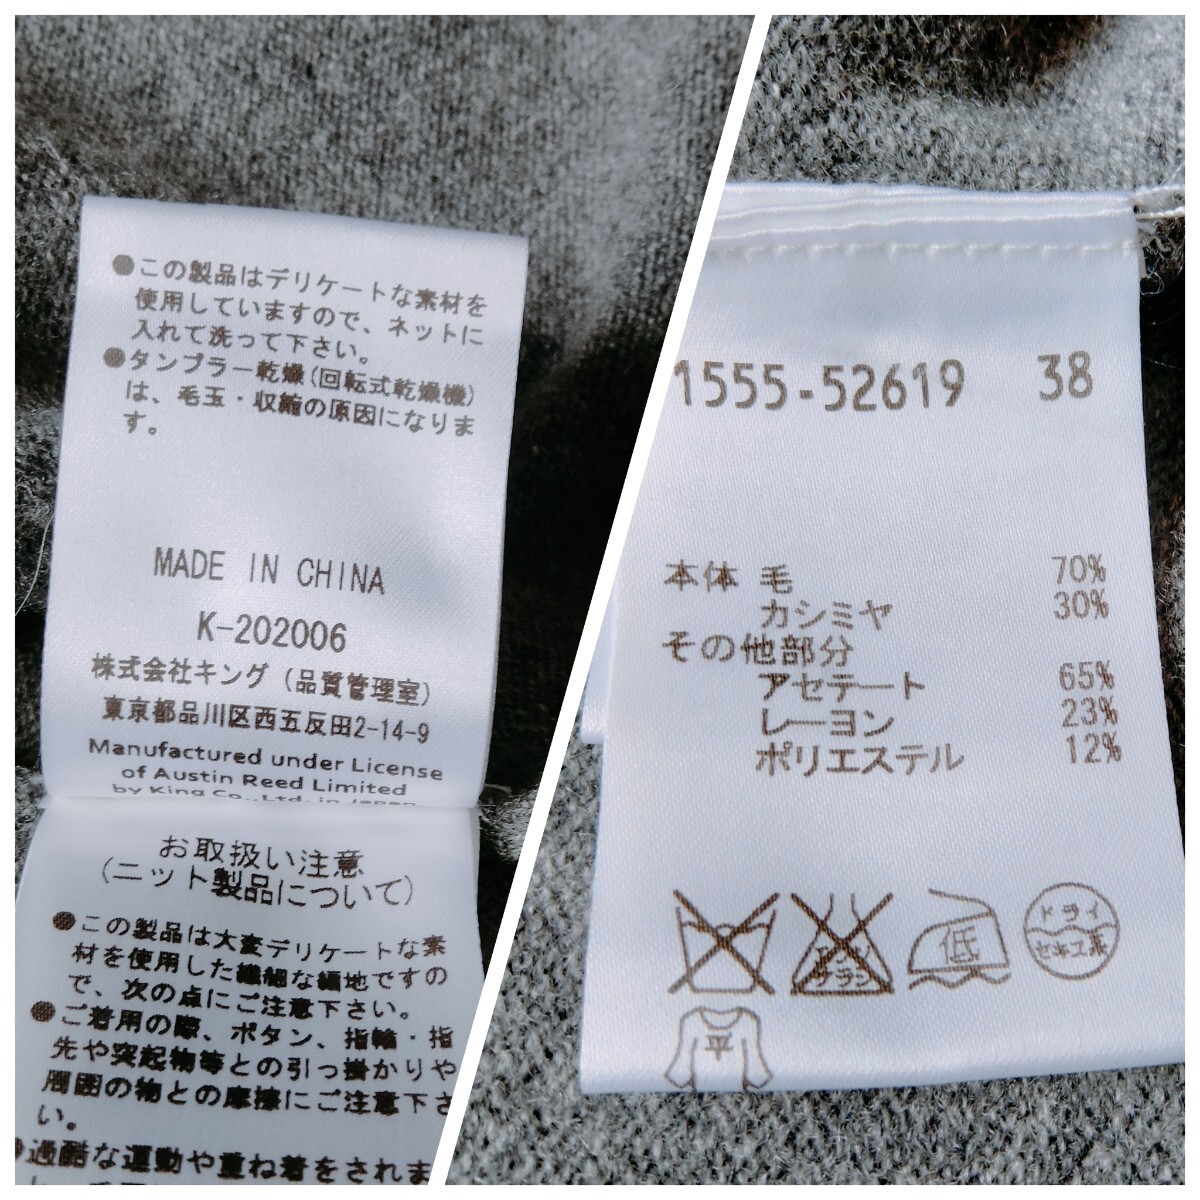 ●この製品はデリケートな素材を
使用していますので、ネットに
入れて洗って下さい。
●タンブラー乾燥(回転式乾燥機)
は、毛玉・収縮の原因になりま
す。
MADE IN CHINA
K-202006
株式会社キング(品質管理室)
東京都品川区西五反田2-14-9
Manufactured under License
of Austin Reed Limited
by King Co.,Ltd. in Japan
お取扱い注意
(ニット製品について)
●この製品は大変デリケートな素
材を使用した繊細な編地ですの
で、次の点にご注意下さい。
●ご着用の際、ボタン、指輪・指
先や突起物等との引っ掛かりや
周囲の物との摩擦にご注意下さ
い。
●過酷な運動や重ね着をされま
1555-52619 38
本体 毛 70%
カシミヤ 30%
その他部分
アセテート 65%
レーヨン 23%
ポリエステル 12%
エンソ
サラシ
低
ドライ
セキユ系
平